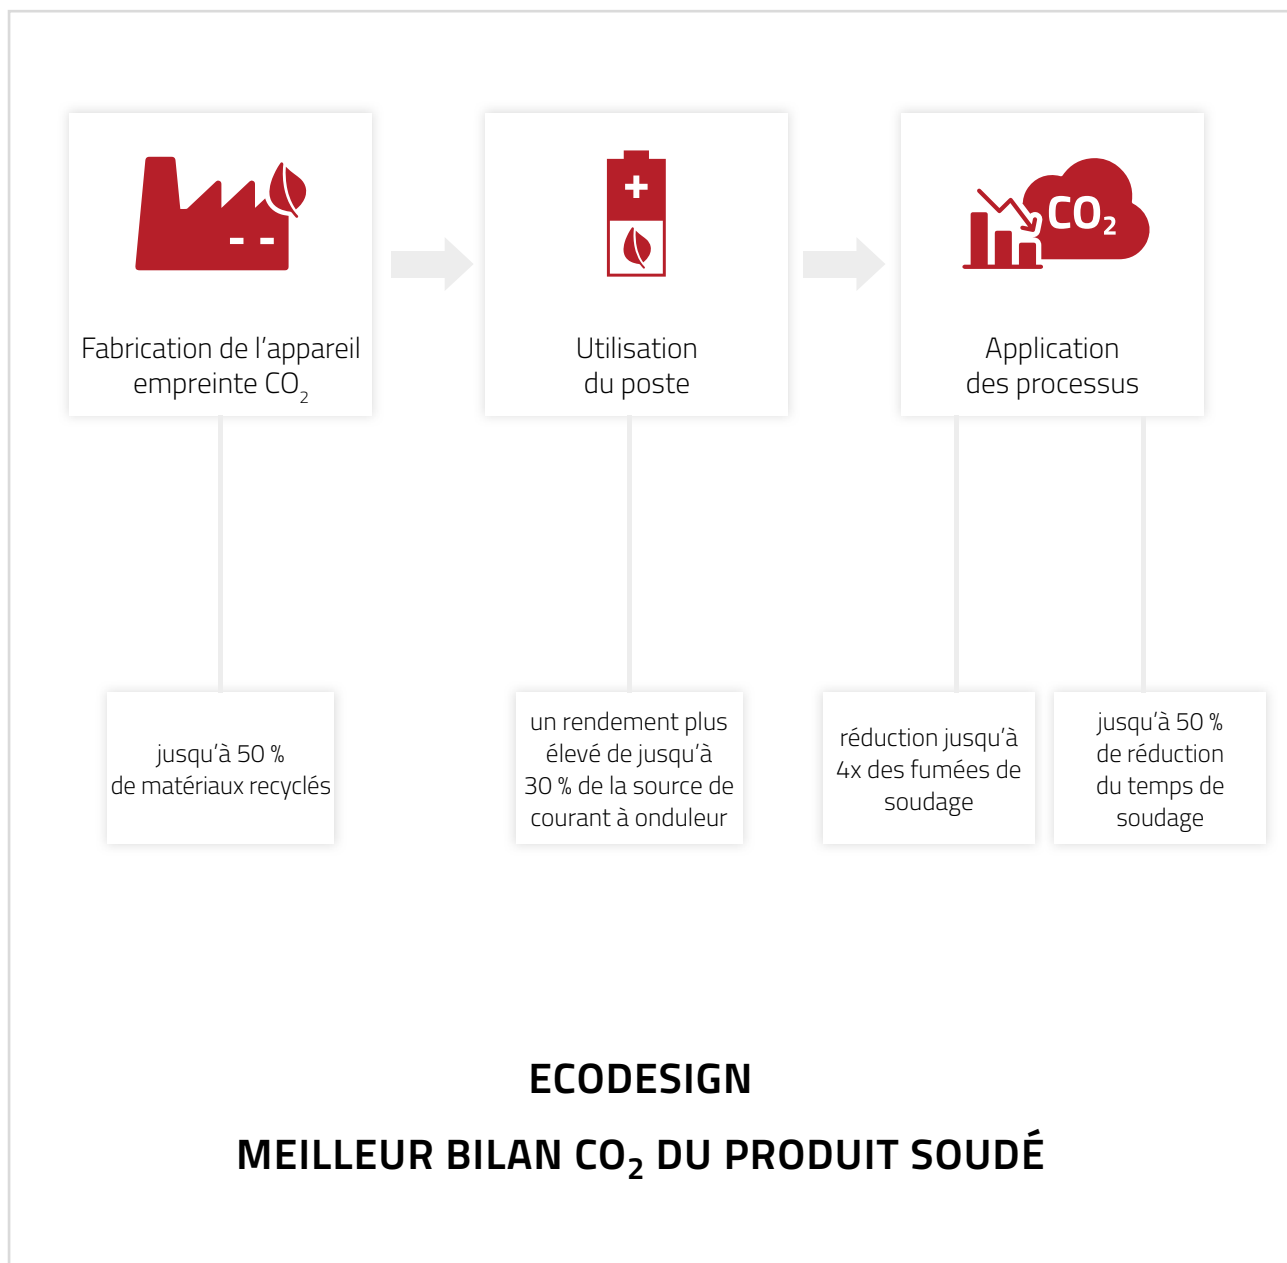 CO₂
Fabrication de l’appareil
empreinte CO₂
Utilisation
du poste
Application
des processus
jusqu’à 50 %
de matériaux recyclés
un rendement plus
élevé de jusqu’à
30 % de la source de
courant à onduleur
réduction jusqu’à
4x des fumées de
soudage
jusqu’à 50 %
de réduction
du temps de
soudage
ECODESIGN
MEILLEUR BILAN CO₂ DU PRODUIT SOUDÉ